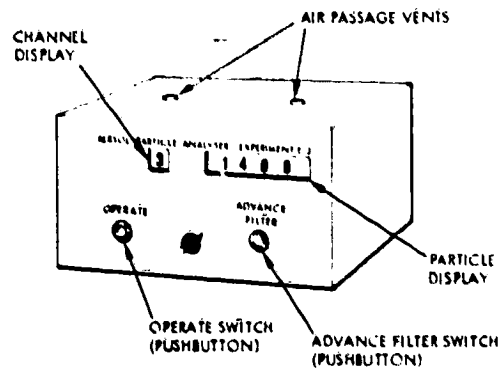 AIR PASSAGE VENTS
CHANNEL
DISPLAY
AEROSOL PARTICLE ANALYSER EXPERIMENT
3
1 4 0 0
OPERATE
ADVANCE
FILTER
PARTICLE
DISPLAY
OPERATE SWITCH
(PUSHBUTTON)
ADVANCE FILTER SWITCH
(PUSHBUTTON)